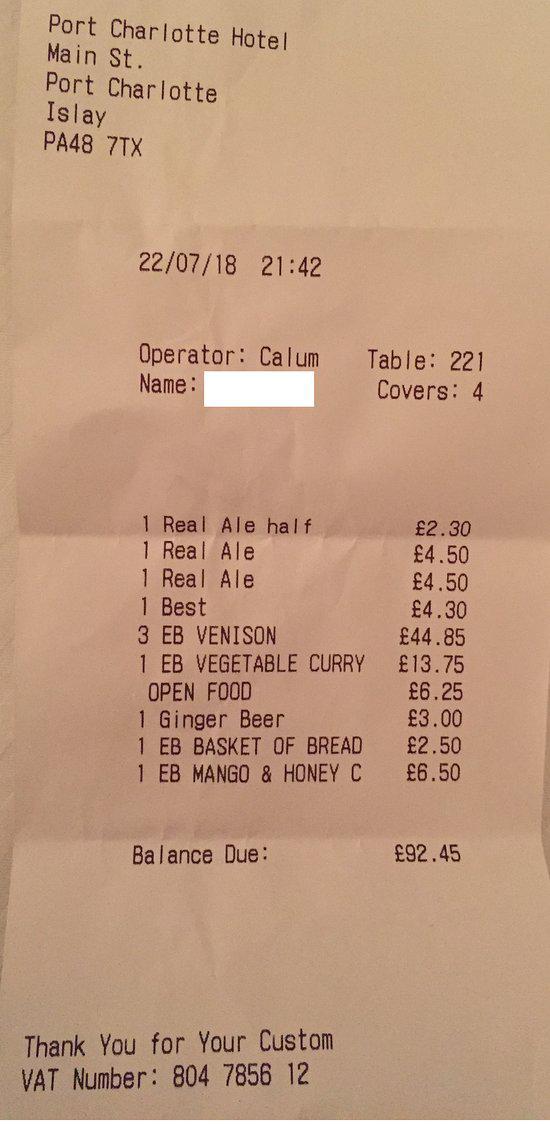 Port Charlotte Hotel
Main St.
Port Charlotte
Islay
PA48 7TX
22/07/18 21:42
Operator: Calum Table: 221
Name: Covers: 4
1 Real Ale half £2.30
1 Real Ale £4.50
1 Real Ale £4.50
1 Best £4.30
3 EB VENISON £44.85
1 EB VEGETABLE CURRY £13.75
OPEN FOOD £6.25
1 Ginger Beer £3.00
1 EB BASKET OF BREAD £2.50
1 EB MANGO & HONEY C £6.50
Balance Due: £92.45
Thank You for Your Custom
VAT Number: 804 7856 12